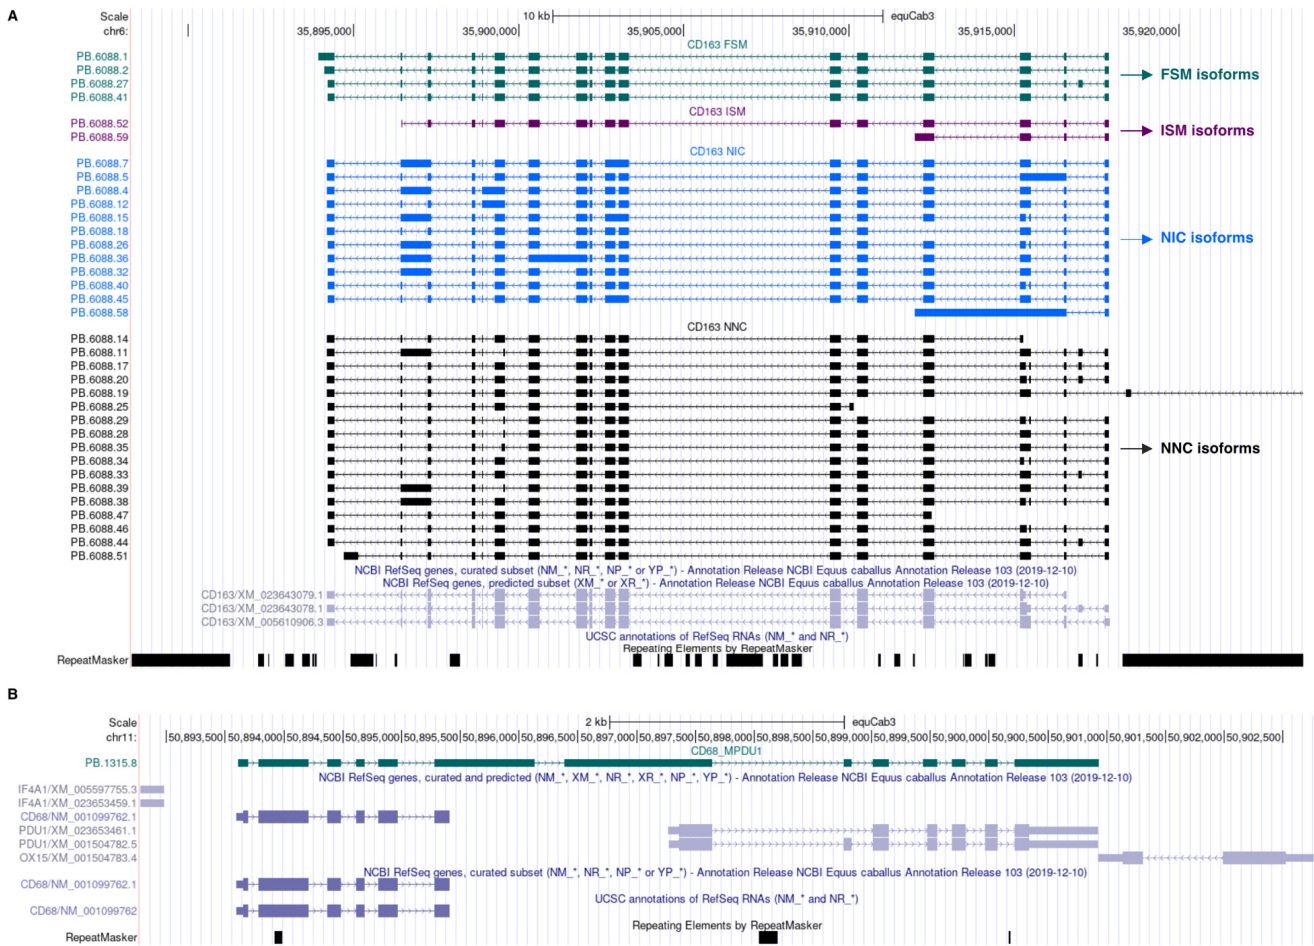 A
Scale 10 kb equCab3
chr6: 35,895,000 35,900,000 35,905,000 35,910,000 35,915,000 35,920,000
CD163 FSM
PB.6088.1
PB.6088.2
PB.6088.27
PB.6088.41
FSM isoforms
CD163 ISM
PB.6088.52
PB.6088.59
ISM isoforms
CD163 NIC
PB.6088.7
PB.6088.5
PB.6088.4
PB.6088.12
PB.6088.15
PB.6088.18
PB.6088.26
PB.6088.36
PB.6088.32
PB.6088.40
PB.6088.45
PB.6088.58
NIC isoforms
CD163 NNC
PB.6088.14
PB.6088.11
PB.6088.17
PB.6088.20
PB.6088.19
PB.6088.25
PB.6088.29
PB.6088.28
PB.6088.35
PB.6088.34
PB.6088.33
PB.6088.39
PB.6088.38
PB.6088.47
PB.6088.46
PB.6088.44
PB.6088.51
NNC isoforms
NCBI RefSeq genes, curated subset (NM_*, NR_*, NP_* or YP_*) - Annotation Release NCBI Equus caballus Annotation Release 103 (2019-12-10)
NCBI RefSeq genes, predicted subset (XM_* or XR_*) - Annotation Release NCBI Equus caballus Annotation Release 103 (2019-12-10)
CD163/XM_023643079.1
CD163/XM_023643078.1
CD163/XM_005610906.3
UCSC annotations of RefSeq RNAs (NM_* and NR_*)
Repeating Elements by RepeatMasker
RepeatMasker
B
Scale 2 kb equCab3
chr11: 50,893,500 50,894,000 50,894,500 50,895,000 50,895,500 50,896,000 50,896,500 50,897,000 50,897,500 50,898,000 50,898,500 50,899,000 50,899,500 50,900,000 50,900,500 50,901,000 50,901,500 50,902,000 50,902,500
CD68_MPDU1
PB.1315.8
NCBI RefSeq genes, curated and predicted (NM_*, XM_*, NR_*, XR_*, NP_*, YP_*) - Annotation Release NCBI Equus caballus Annotation Release 103 (2019-12-10)
IF4A1/XM_005597755.3
IF4A1/XM_023653459.1
CD68/NM_001099762.1
PDU1/XM_023653461.1
PDU1/XM_001504782.5
OX15/XM_001504783.4
NCBI RefSeq genes, curated subset (NM_*, NR_*, NP_* or YP_*) - Annotation Release NCBI Equus caballus Annotation Release 103 (2019-12-10)
CD68/NM_001099762.1
UCSC annotations of RefSeq RNAs (NM_* and NR_*)
CD68/NM_001099762
Repeating Elements by RepeatMasker
RepeatMasker